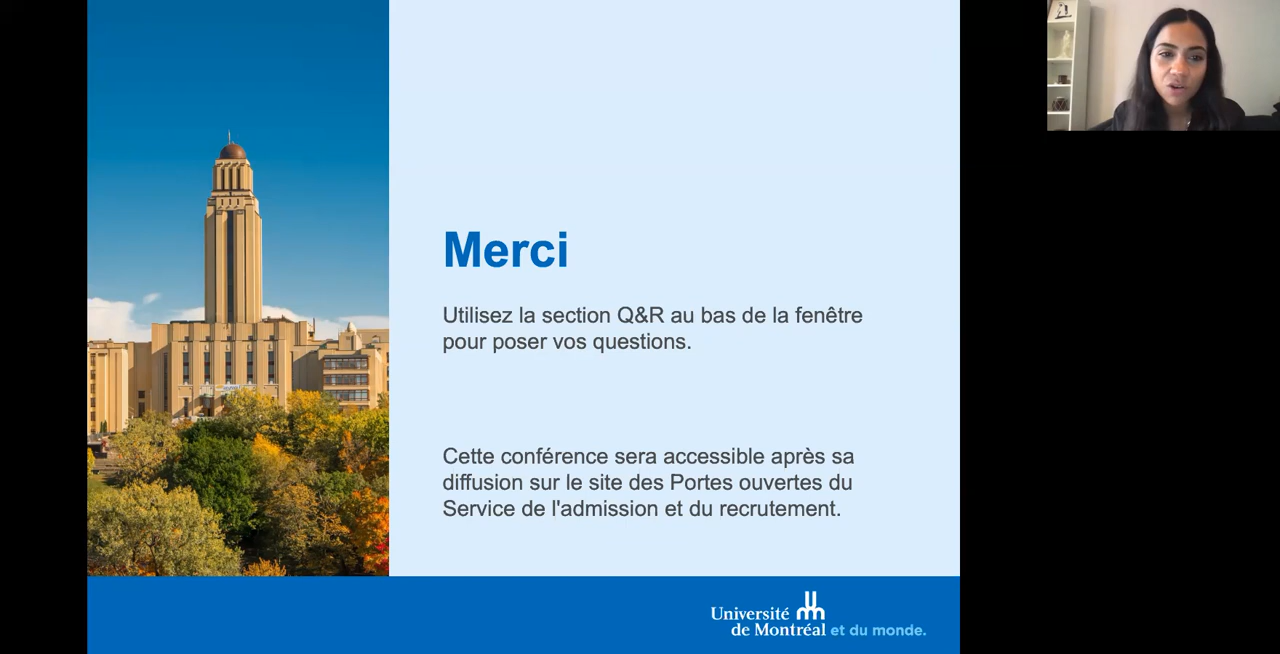 Merci
Utilisez la section Q&R au bas de la fenêtre
pour poser vos questions.
Cette conférence sera accessible après sa
diffusion sur le site des Portes ouvertes du
Service de l'admission et du recrutement.
Université
de Montréal et du monde.